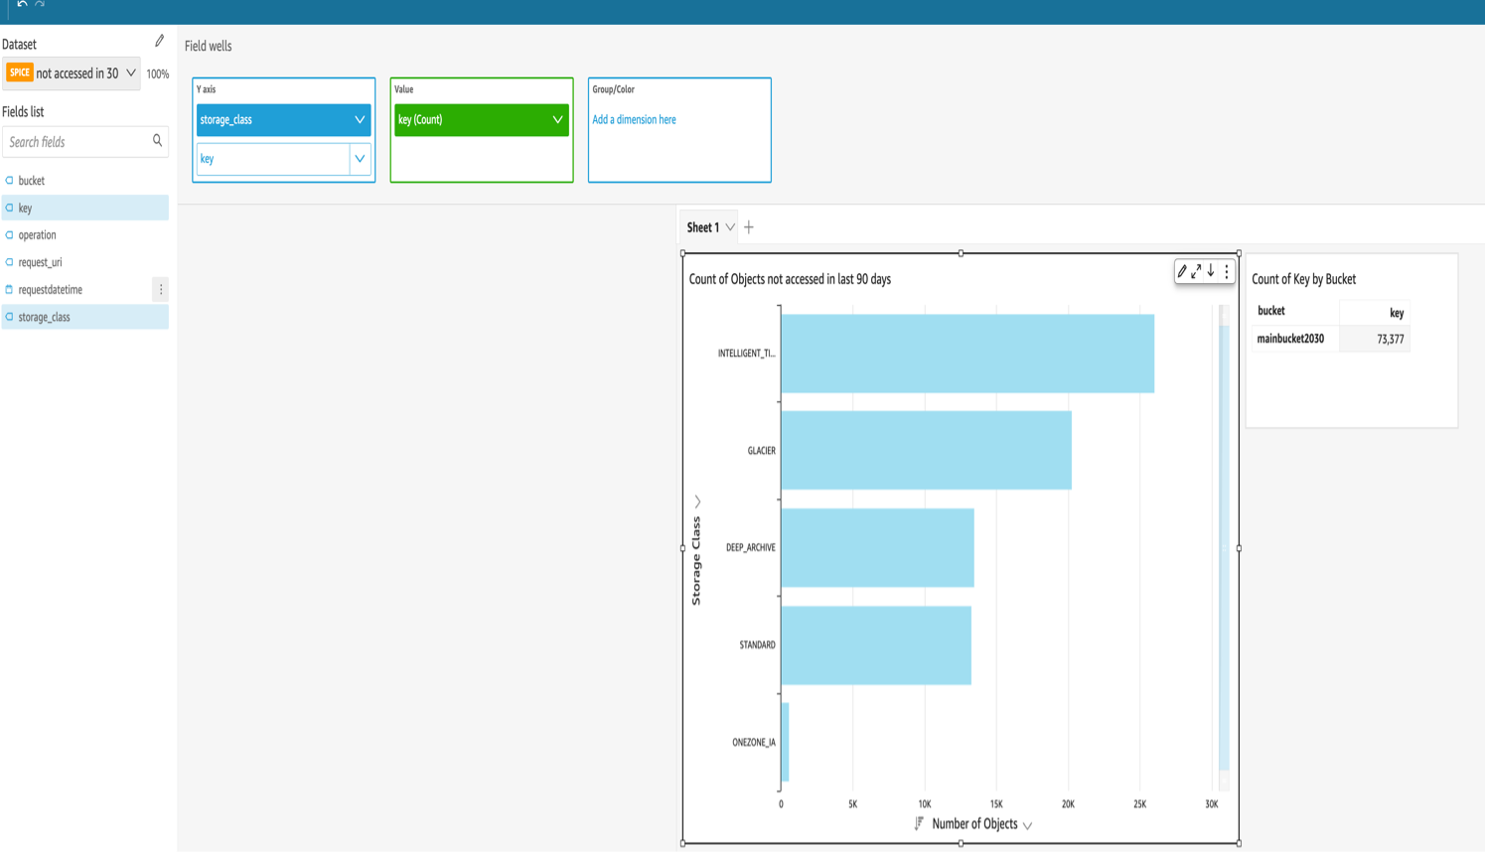 Dataset
SPICE not accessed in 30 100%
Fields list
Search fields
bucket
key
operation
request_uri
requestdatetime
storage_class
Field wells
Y axis
storage_class
key
Value
key (Count)
Group/Color
Add a dimension here
Sheet 1
Count of Objects not accessed in last 90 days
Storage Class
INTELLIGENT_TI...
GLACIER
DEEP_ARCHIVE
STANDARD
ONEZONE_IA
0 5K 10K 15K 20K 25K 30K
Number of Objects
Count of Key by Bucket
bucket key
mainbucket2030 73,377